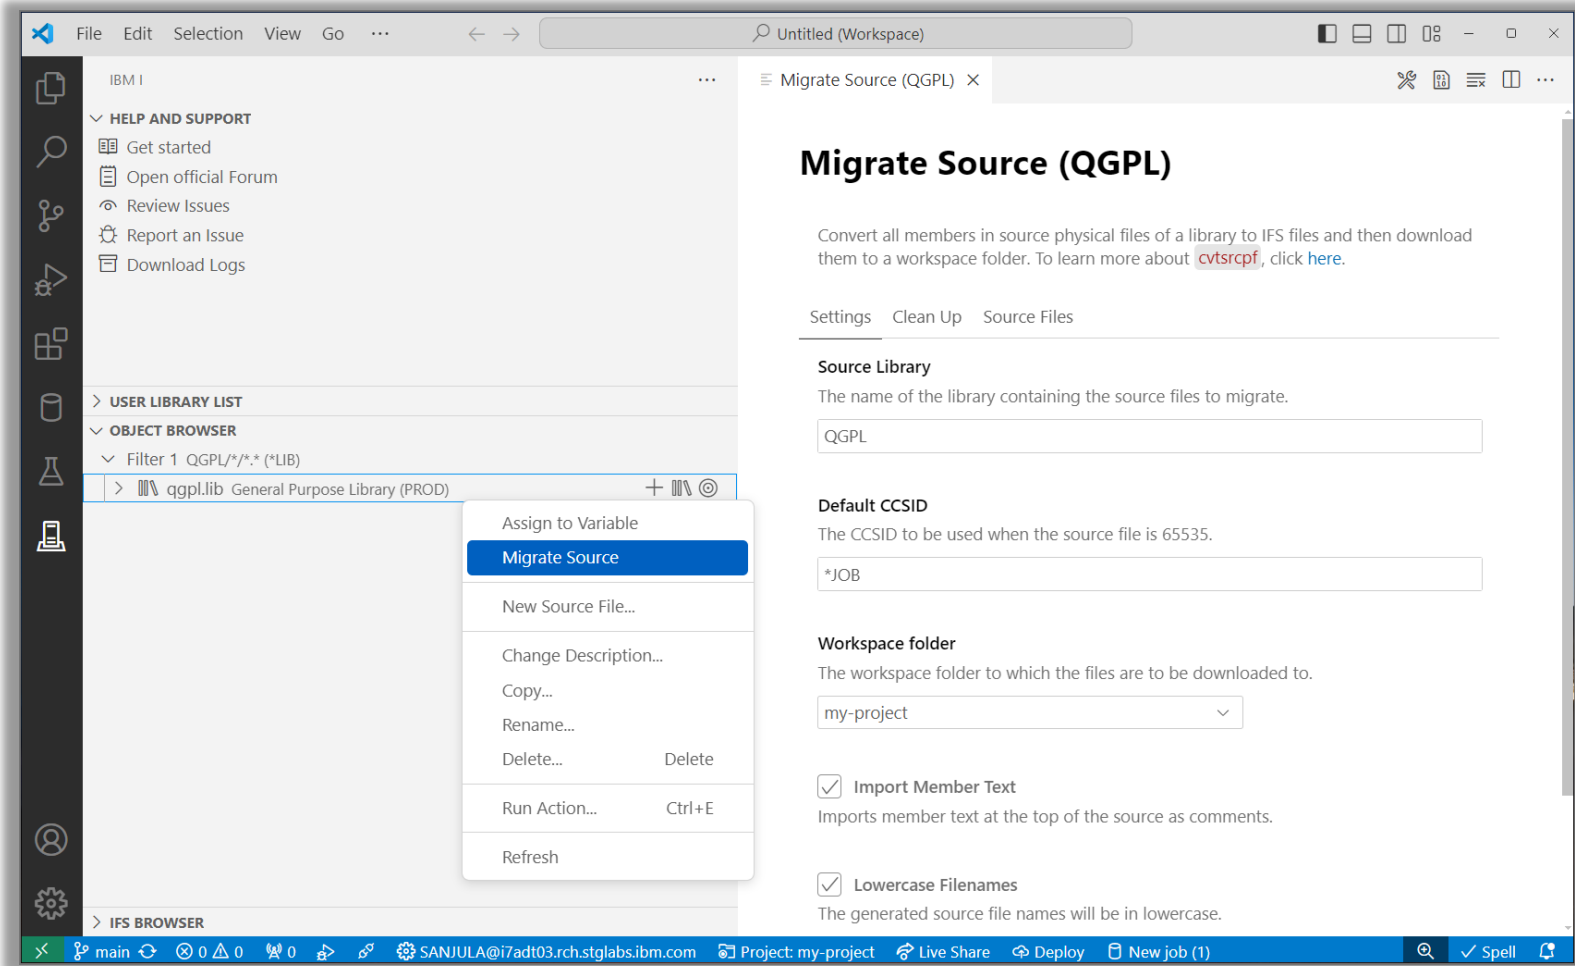 File Edit Selection View Go ···
Untitled (Workspace)
IBM I
HELP AND SUPPORT
Get started
Open official Forum
Review Issues
Report an Issue
Download Logs
USER LIBRARY LIST
OBJECT BROWSER
Filter 1 QGPL/*/*.* (*LIB)
qgpl.lib General Purpose Library (PROD)
Assign to Variable
Migrate Source
New Source File...
Change Description...
Copy...
Rename...
Delete... Delete
Run Action... Ctrl+E
Refresh
IFS BROWSER
Migrate Source (QGPL)
Migrate Source (QGPL)
Convert all members in source physical files of a library to IFS files and then download
them to a workspace folder. To learn more about cvtsrcpf, click here.
Settings Clean Up Source Files
Source Library
The name of the library containing the source files to migrate.
QGPL
Default CCSID
The CCSID to be used when the source file is 65535.
*JOB
Workspace folder
The workspace folder to which the files are to be downloaded to.
my-project
Import Member Text
Imports member text at the top of the source as comments.
Lowercase Filenames
The generated source file names will be in lowercase.
main 0 0 0 SANJULA@i7adt03.rch.stglabs.ibm.com Project: my-project Live Share Deploy New job (1) Spell